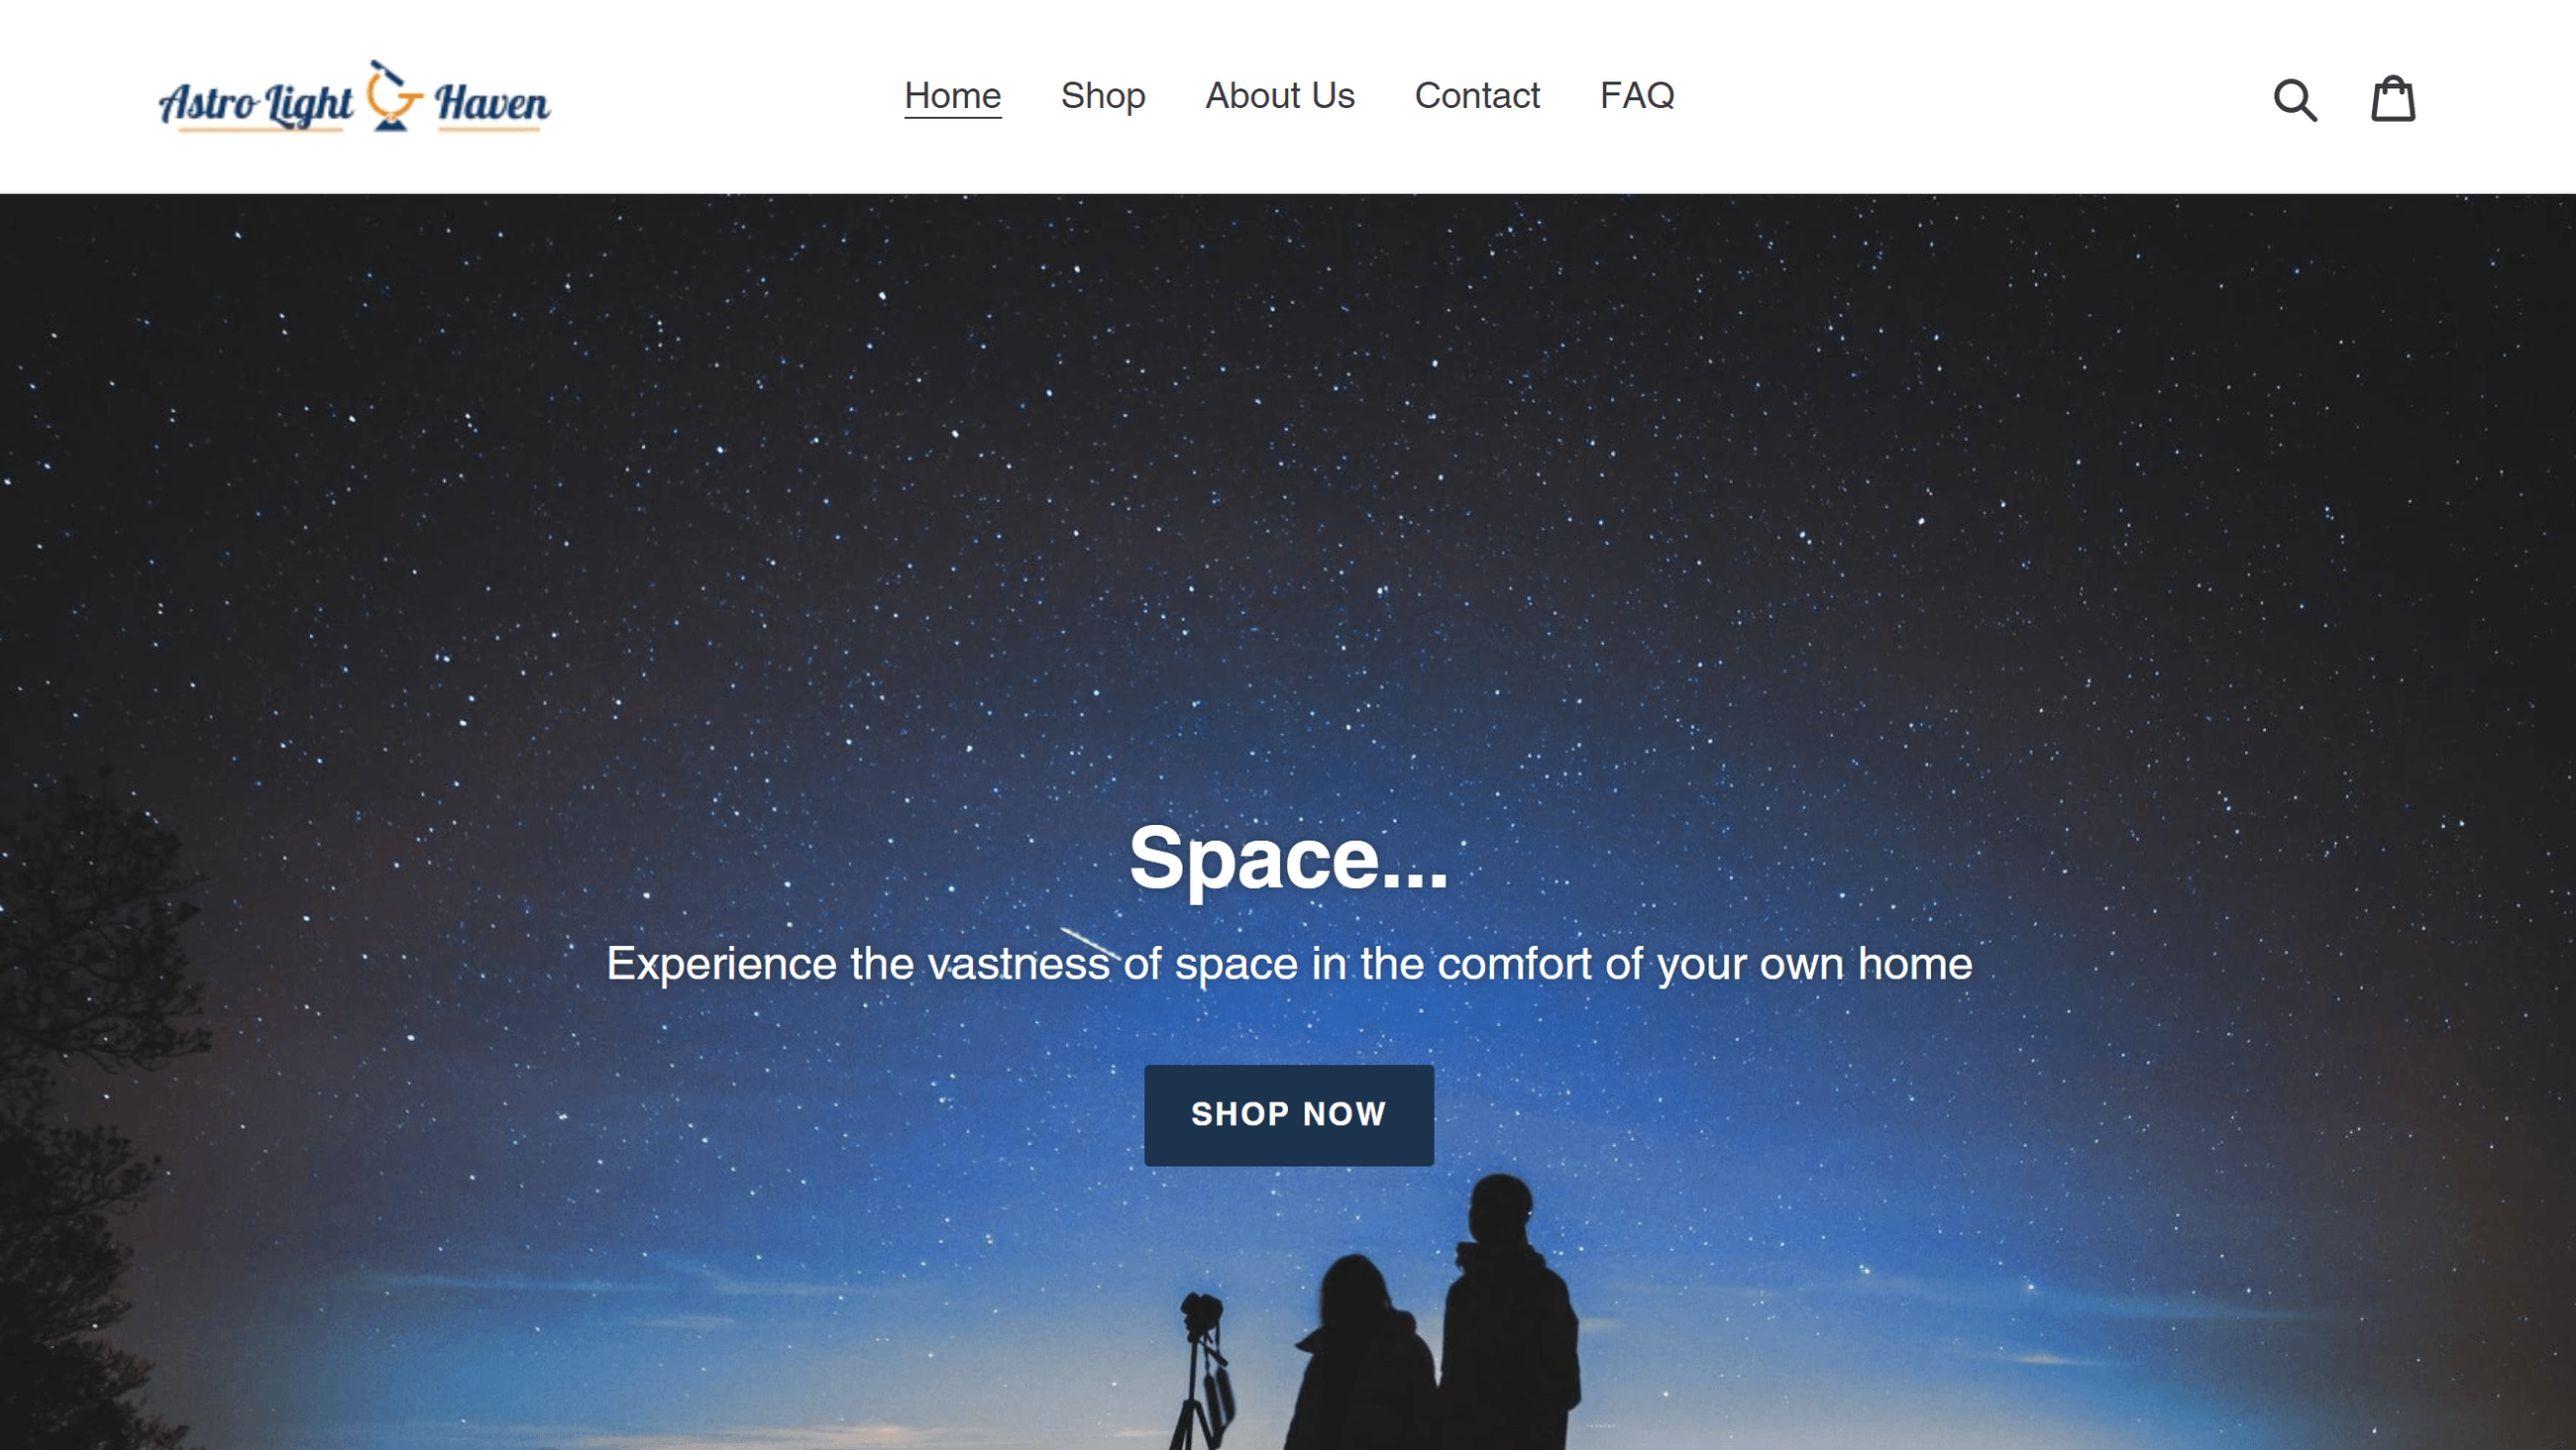 Astro Light Haven
Home Shop About Us Contact FAQ
Space...
Experience the vastness of space in the comfort of your own home
SHOP NOW